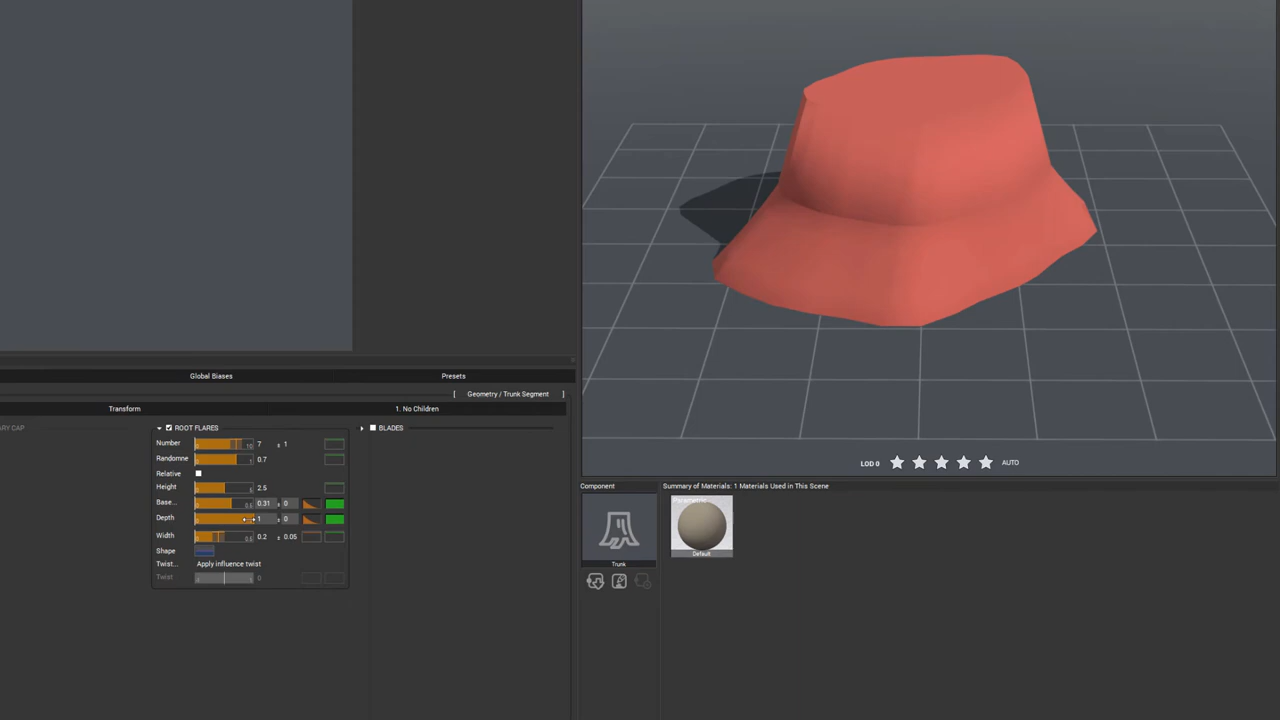 Global Biases
Presets
[ Geometry / Trunk Segment ]
Transform
1. No Children
ARY CAP
ROOT FLARES
BLADES
Number 7 ± 1
Randomne 0.7
Relative
Height 2.5
Base... 0.31 ± 0
Depth 1 ± 0
Width 0.2 ± 0.05
Shape
Twist... Apply influence twist
Twist 0
LOD 0
AUTO
Component
Summary of Materials: 1 Materials Used in This Scene
Parametric
Default
Trunk